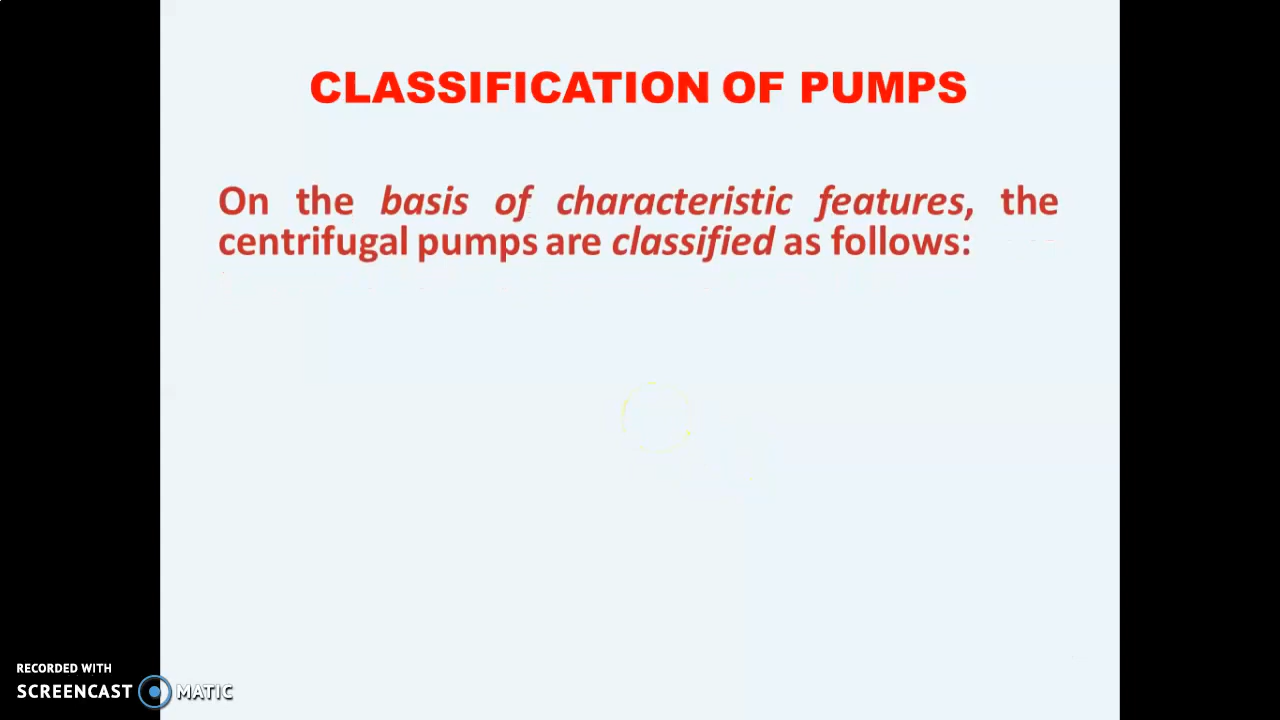 CLASSIFICATION OF PUMPS
On the basis of characteristic features, the
centrifugal pumps are classified as follows:
RECORDED WITH
SCREENCAST MATIC